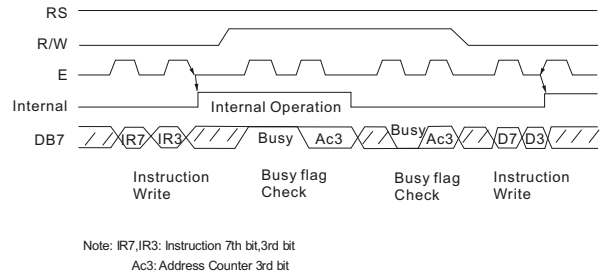 RS
R/W
E
Internal Internal Operation
DB7 IR7 IR3 Busy Ac3 Busy Ac3 D7 D3
Instruction Write
Busy flag Check
Busy flag Check
Instruction Write
Note: IR7,IR3: Instruction 7th bit,3rd bit
Ac3: Address Counter 3rd bit